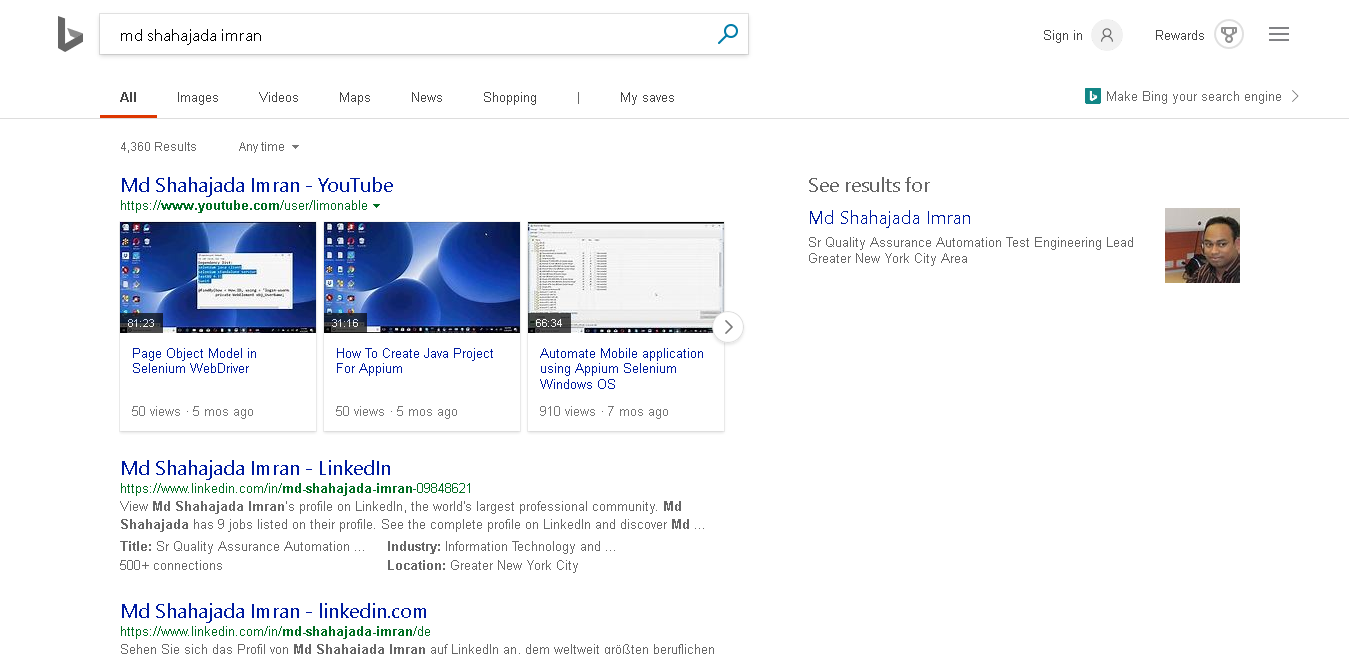 md shahajada imran
Sign in
Rewards
All Images Videos Maps News Shopping | My saves
Make Bing your search engine
4,360 Results Any time
Md Shahajada Imran - YouTube
https://www.youtube.com/user/limonable
81:23
31:16
66:34
Page Object Model in
Selenium WebDriver
50 views · 5 mos ago
How To Create Java Project
For Appium
50 views · 5 mos ago
Automate Mobile application
using Appium Selenium
Windows OS
910 views · 7 mos ago
Md Shahajada Imran - LinkedIn
https://www.linkedin.com/in/md-shahajada-imran-09848621
View Md Shahajada Imran's profile on LinkedIn, the world's largest professional community. Md
Shahajada has 9 jobs listed on their profile. See the complete profile on LinkedIn and discover Md ...
Title: Sr Quality Assurance Automation ...
Industry: Information Technology and ...
500+ connections
Location: Greater New York City
Md Shahajada Imran - linkedin.com
https://www.linkedin.com/in/md-shahajada-imran/de
Sehen Sie sich das Profil von Md Shahajada Imran auf LinkedIn an, dem weltweit größten beruflichen
See results for
Md Shahajada Imran
Sr Quality Assurance Automation Test Engineering Lead
Greater New York City Area